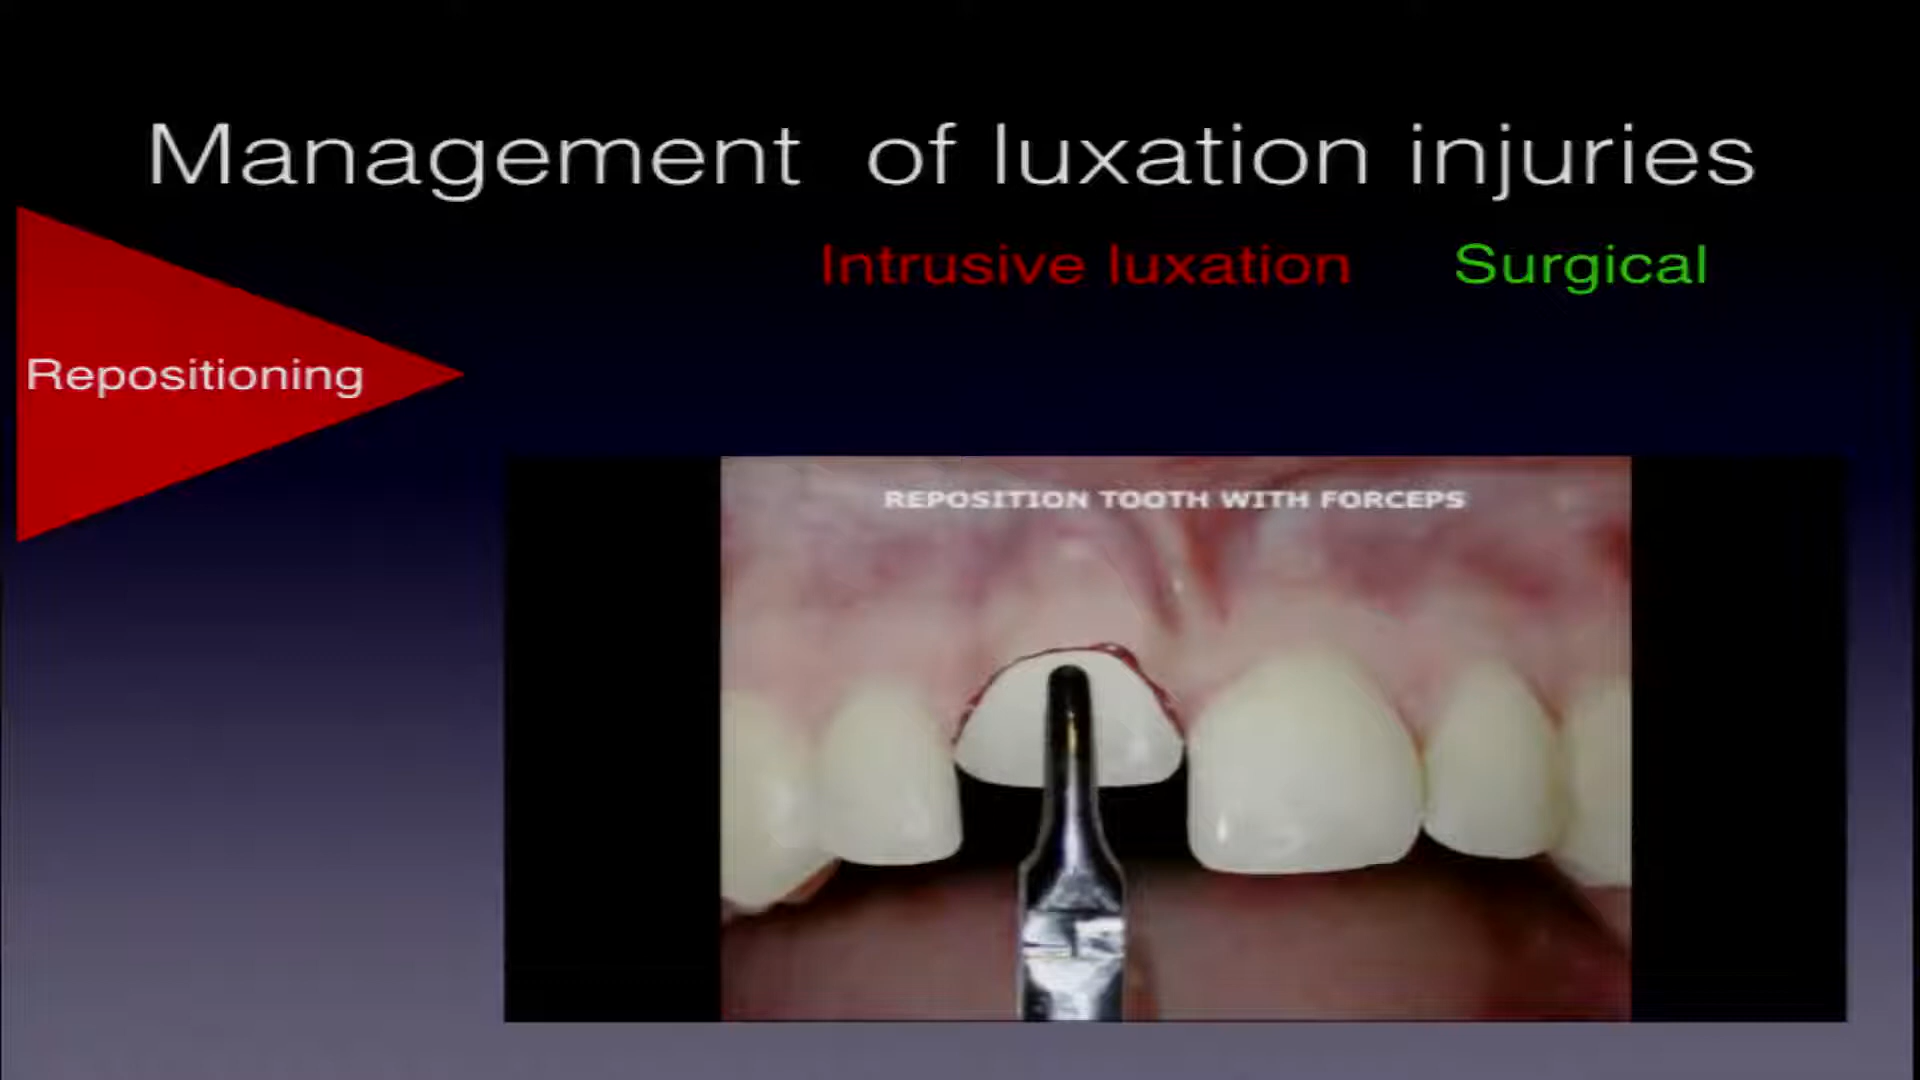 Management of luxation injuries
Intrusive luxation Surgical
Repositioning
REPOSITION TOOTH WITH FORCEPS